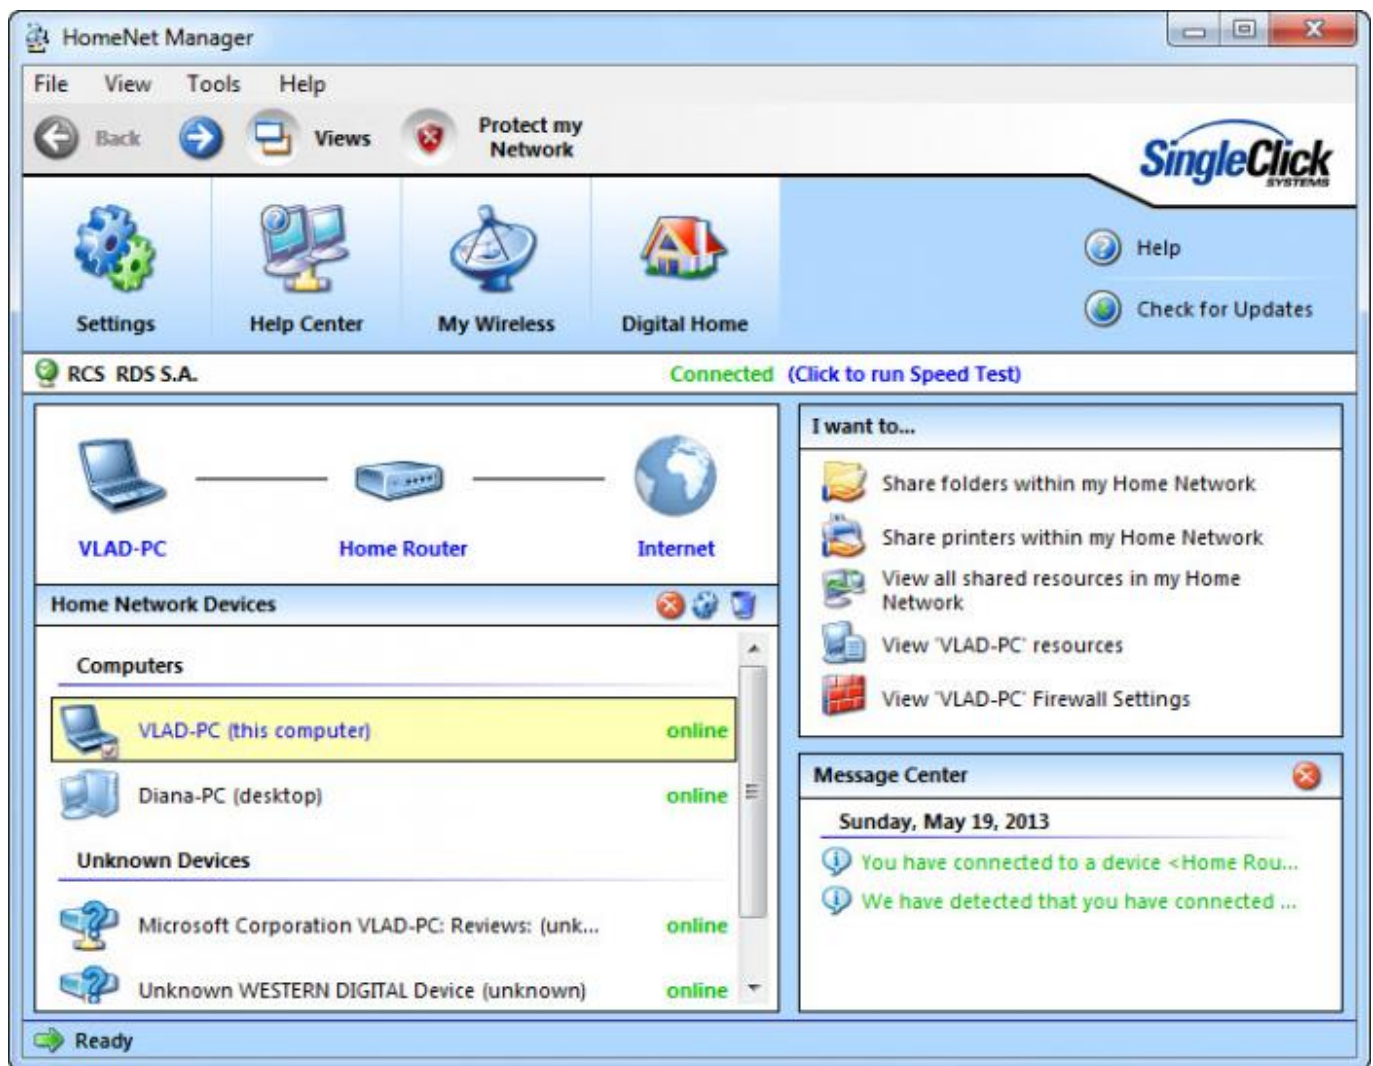 HomeNet Manager
File View Tools Help
Back Views Protect my
Network
SingleClick
SYSTEMS
Settings Help Center My Wireless Digital Home
Help
Check for Updates
RCS RDS S.A. Connected (Click to run Speed Test)
VLAD-PC Home Router Internet
Home Network Devices
Computers
VLAD-PC (this computer) online
Diana-PC (desktop) online
Unknown Devices
Microsoft Corporation VLAD-PC: Reviews: (unk... online
Unknown WESTERN DIGITAL Device (unknown) online
I want to...
Share folders within my Home Network
Share printers within my Home Network
View all shared resources in my Home
Network
View 'VLAD-PC' resources
View 'VLAD-PC' Firewall Settings
Message Center
Sunday, May 19, 2013
You have connected to a device <Home Rou...
We have detected that you have connected ...
Ready